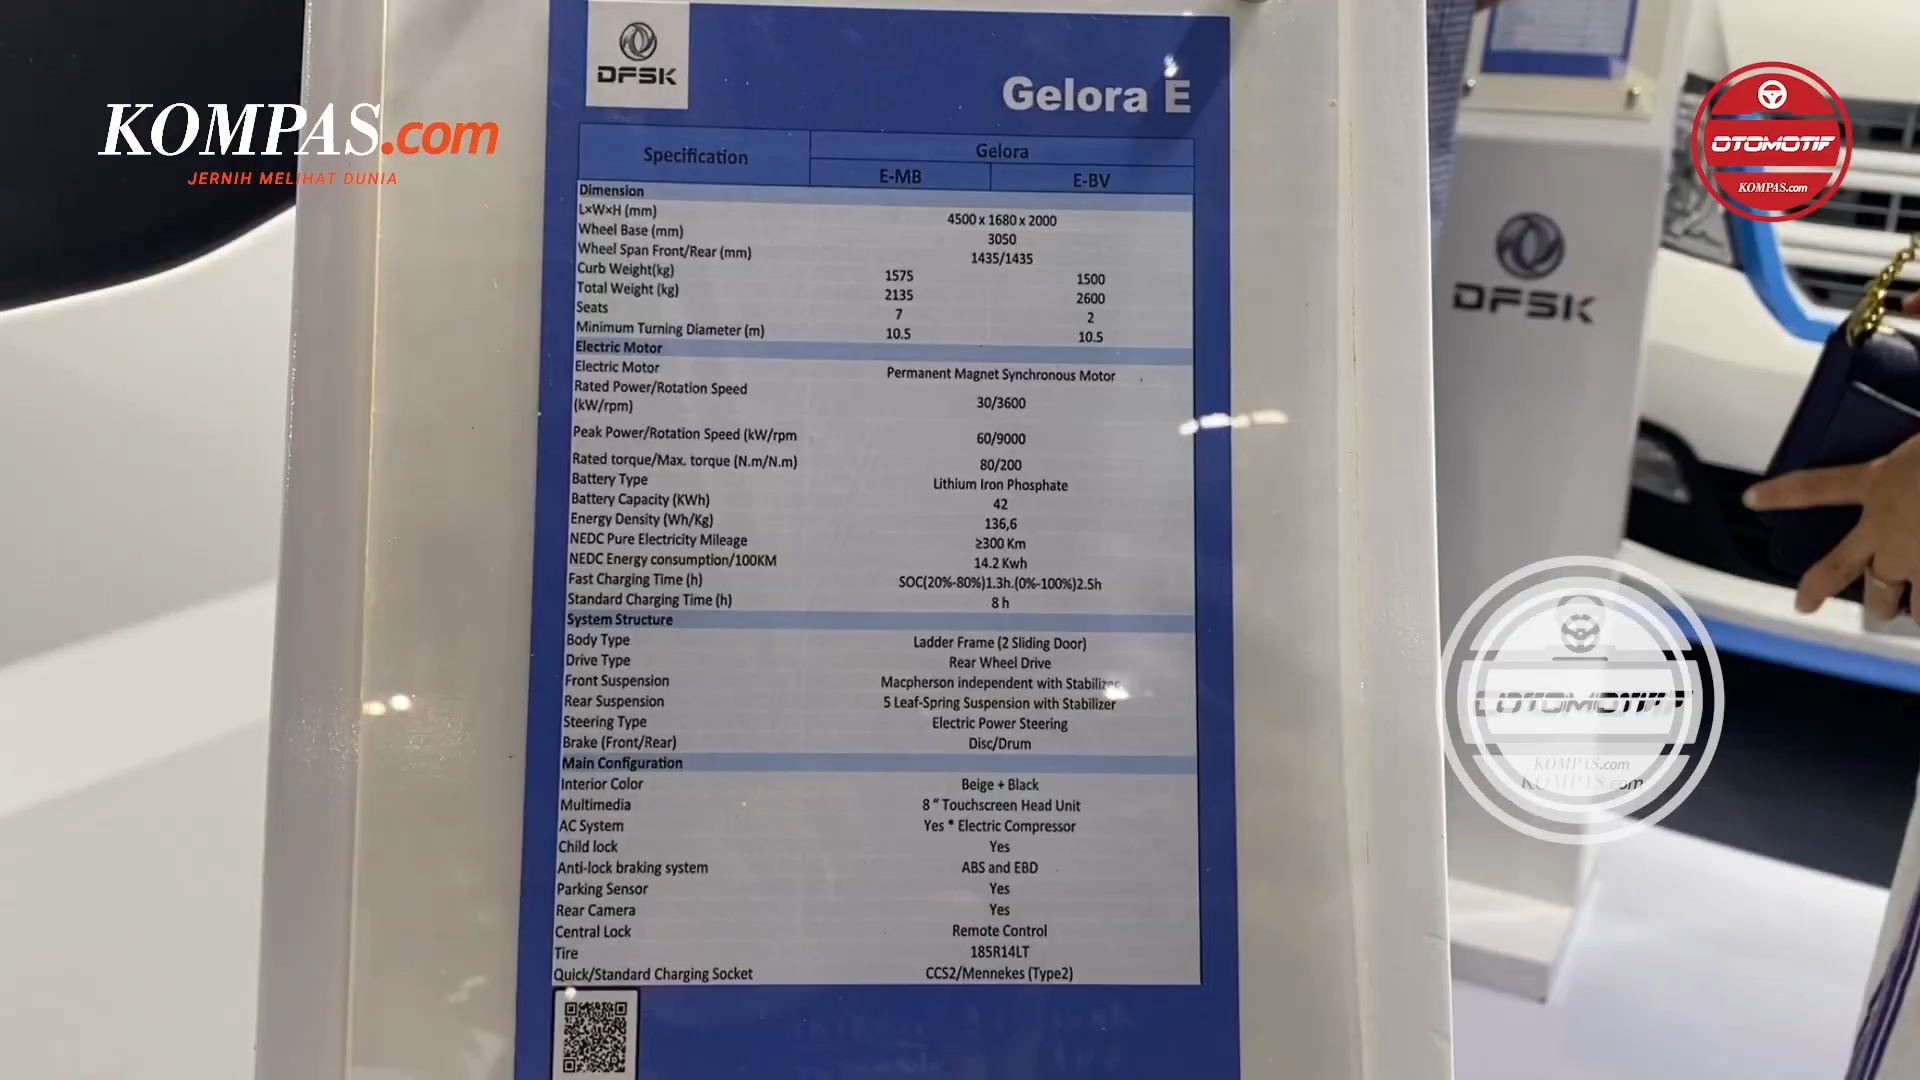 KOMPAS.com
JERNIH MELIHAT DUNIA
DFSK
Gelora E
Specification Gelora
E-MB E-BV
Dimension
LxWxH (mm) 4500 x 1680 x 2000
Wheel Base (mm) 3050
Wheel Span Front/Rear (mm) 1435/1435
Curb Weight(kg) 1575 1500
Total Weight (kg) 2135 2600
Seats 7 2
Minimum Turning Diameter (m) 10.5 10.5
Electric Motor
Electric Motor Permanent Magnet Synchronous Motor
Rated Power/Rotation Speed
(kW/rpm) 30/3600
Peak Power/Rotation Speed (kW/rpm 60/9000
Rated torque/Max. torque (N.m/N.m) 80/200
Battery Type Lithium Iron Phosphate
Battery Capacity (KWh) 42
Energy Density (Wh/Kg) 136,6
NEDC Pure Electricity Mileage ≥300 Km
NEDC Energy consumption/100KM 14.2 Kwh
Fast Charging Time (h) SOC(20%-80%)1.3h.(0%-100%)2.5h
Standard Charging Time (h) 8 h
System Structure
Body Type Ladder Frame (2 Sliding Door)
Drive Type Rear Wheel Drive
Front Suspension Macpherson independent with Stabilizer
Rear Suspension 5 Leaf-Spring Suspension with Stabilizer
Steering Type Electric Power Steering
Brake (Front/Rear) Disc/Drum
Main Configuration
Interior Color Beige + Black
Multimedia 8 " Touchscreen Head Unit
AC System Yes * Electric Compressor
Child lock Yes
Anti-lock braking system ABS and EBD
Parking Sensor Yes
Rear Camera Yes
Central Lock Remote Control
Tire 185R14LT
Quick/Standard Charging Socket CCS2/Mennekes (Type2)
OTOMOTIF
KOMPAS.com
DFSK
OTOMOTIF
KOMPAS.com
KOMPAS.com